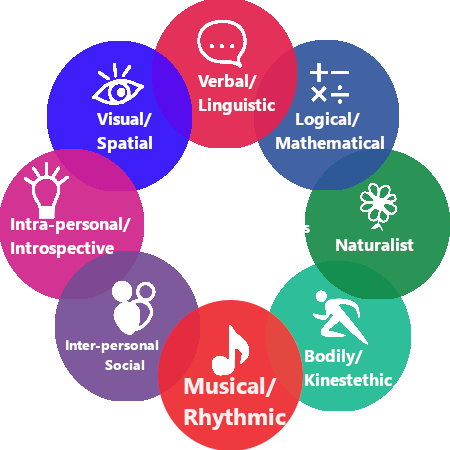 Verbal/
Linguistic
Logical/
Mathematical
Naturalist
Bodily/
Kinestethic
Musical/
Rhythmic
Inter-personal
Social
Intra-personal/
Introspective
Visual/
Spatial